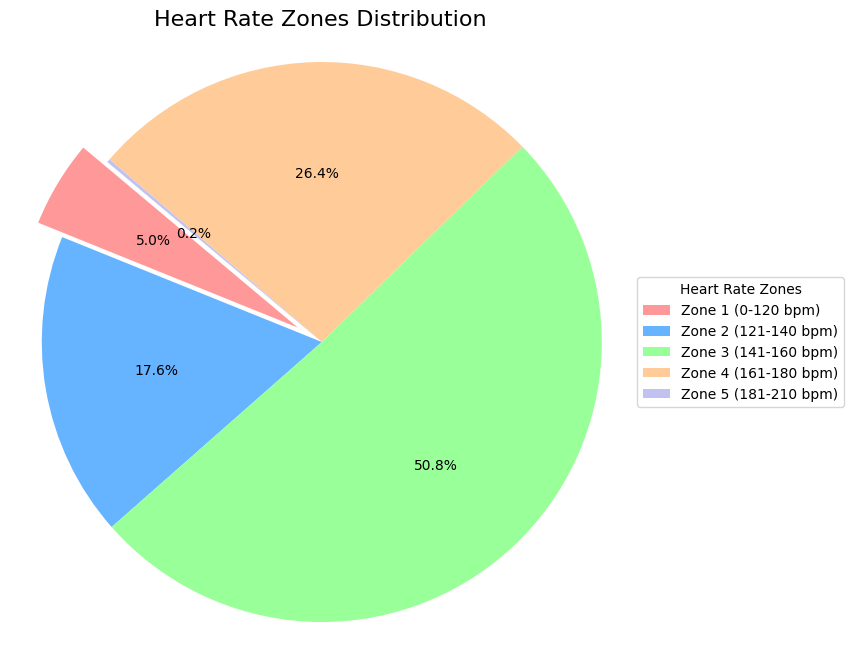 Heart Rate Zones Distribution
26.4%
5.0%
0.2%
17.6%
50.8%
Heart Rate Zones
Zone 1 (0-120 bpm)
Zone 2 (121-140 bpm)
Zone 3 (141-160 bpm)
Zone 4 (161-180 bpm)
Zone 5 (181-210 bpm)